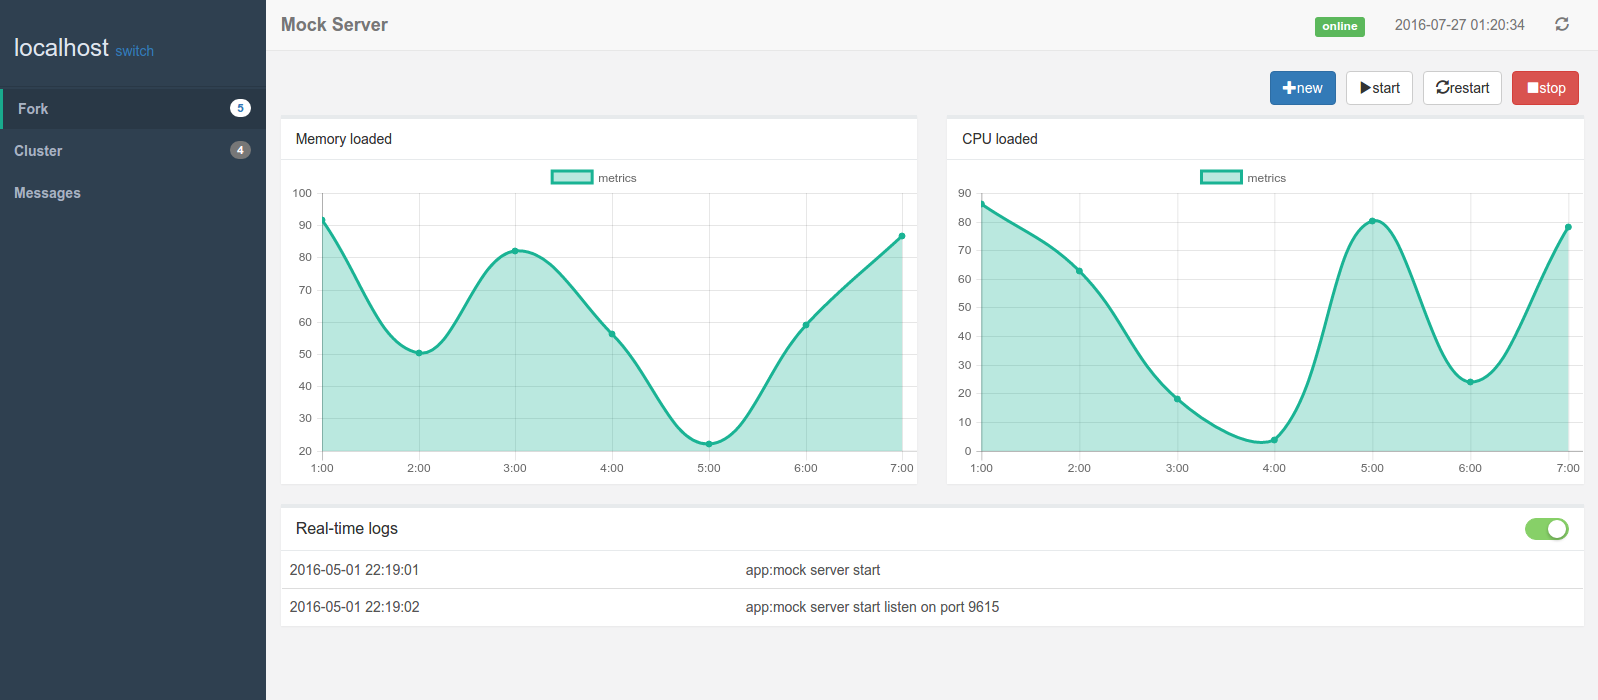 localhost switch
Fork 5
Cluster 4
Messages
Mock Server online 2016-07-27 01:20:34
new start restart stop
Memory loaded
metrics
100
90
80
70
60
50
40
30
20
1:00 2:00 3:00 4:00 5:00 6:00 7:00
CPU loaded
metrics
90
80
70
60
50
40
30
20
10
0
1:00 2:00 3:00 4:00 5:00 6:00 7:00
Real-time logs
2016-05-01 22:19:01 app:mock server start
2016-05-01 22:19:02 app:mock server start listen on port 9615